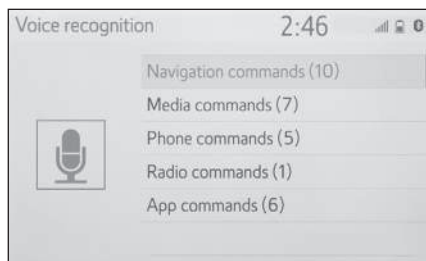 Voice recognition 2:46
Navigation commands (10)
Media commands (7)
Phone commands (5)
Radio commands (1)
App commands (6)